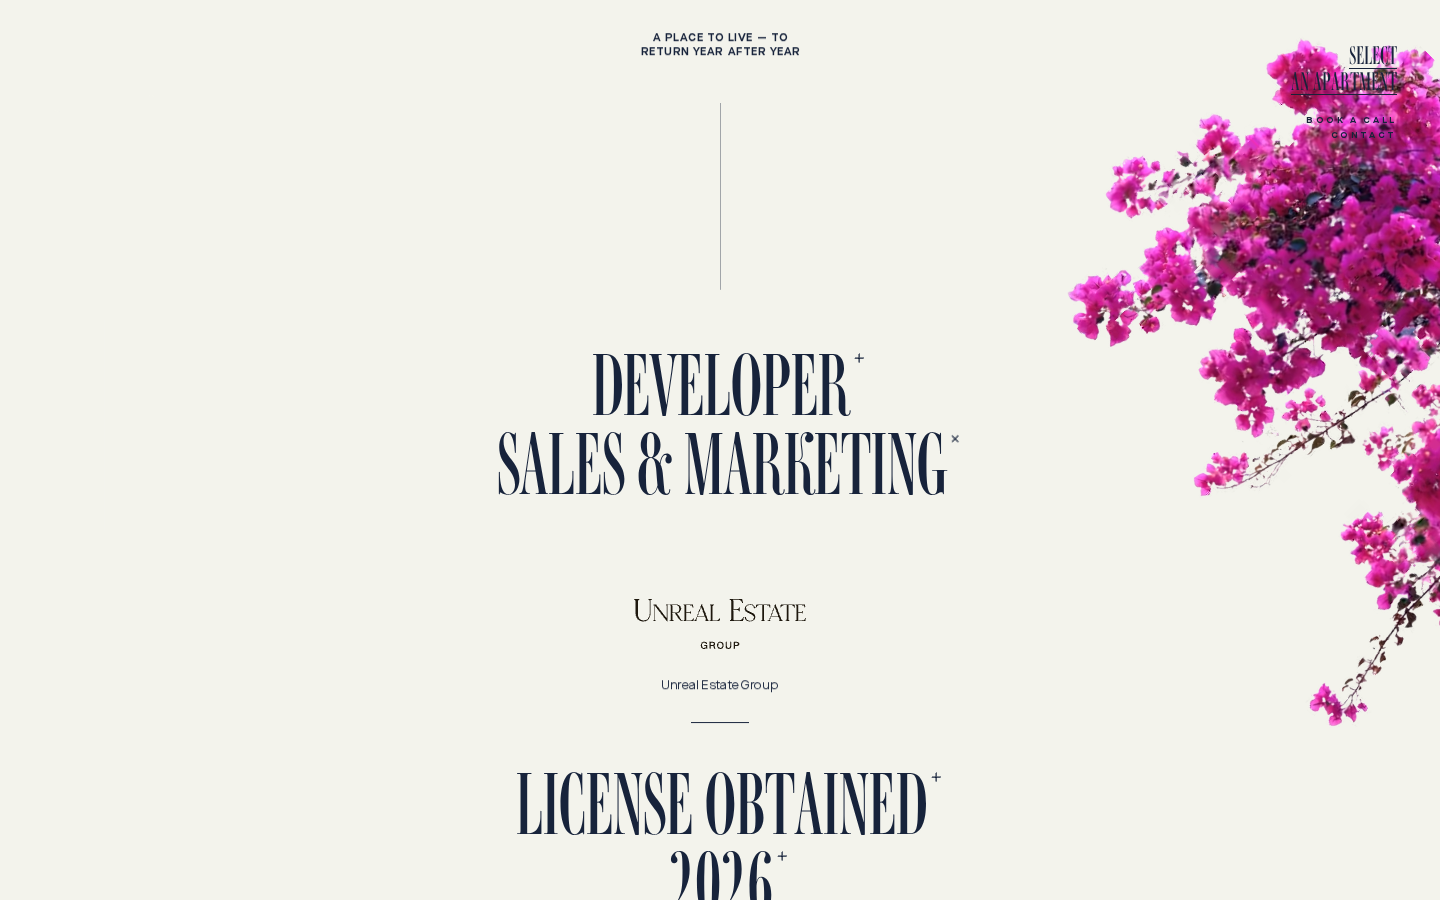 A PLACE TO LIVE — TO
RETURN YEAR AFTER YEAR
SELECT
AN APARTMENT
BOOK A CALL
CONTACT
DEVELOPER+
SALES & MARKETING×
UNREAL ESTATE
GROUP
Unreal Estate Group
LICENSE OBTAINED+
2026+